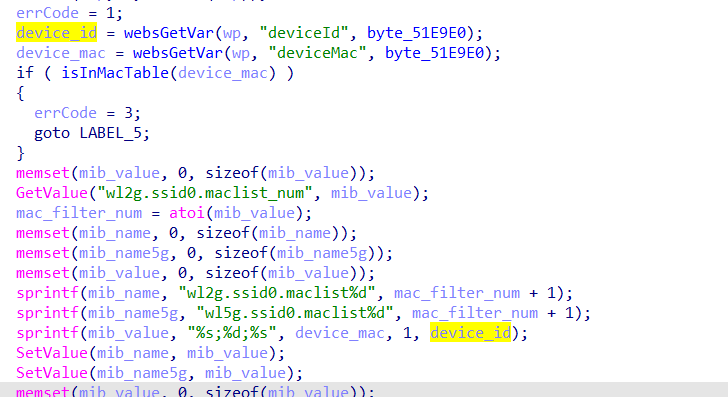 errCode = 1;
device_id = websGetVar(wp, "deviceId", byte_51E9E0);
device_mac = websGetVar(wp, "deviceMac", byte_51E9E0);
if ( isInMacTable(device_mac) )
{
errCode = 3;
goto LABEL_5;
}
memset(mib_value, 0, sizeof(mib_value));
GetValue("wl2g.ssid0.maclist_num", mib_value);
mac_filter_num = atoi(mib_value);
memset(mib_name, 0, sizeof(mib_name));
memset(mib_name5g, 0, sizeof(mib_name5g));
memset(mib_value, 0, sizeof(mib_value));
sprintf(mib_name, "wl2g.ssid0.maclist%d", mac_filter_num + 1);
sprintf(mib_name5g, "wl5g.ssid0.maclist%d", mac_filter_num + 1);
sprintf(mib_value, "%s;%d;%s", device_mac, 1, device_id);
SetValue(mib_name, mib_value);
SetValue(mib_name5g, mib_value);
memset(mib_value, 0, sizeof(mib_value));